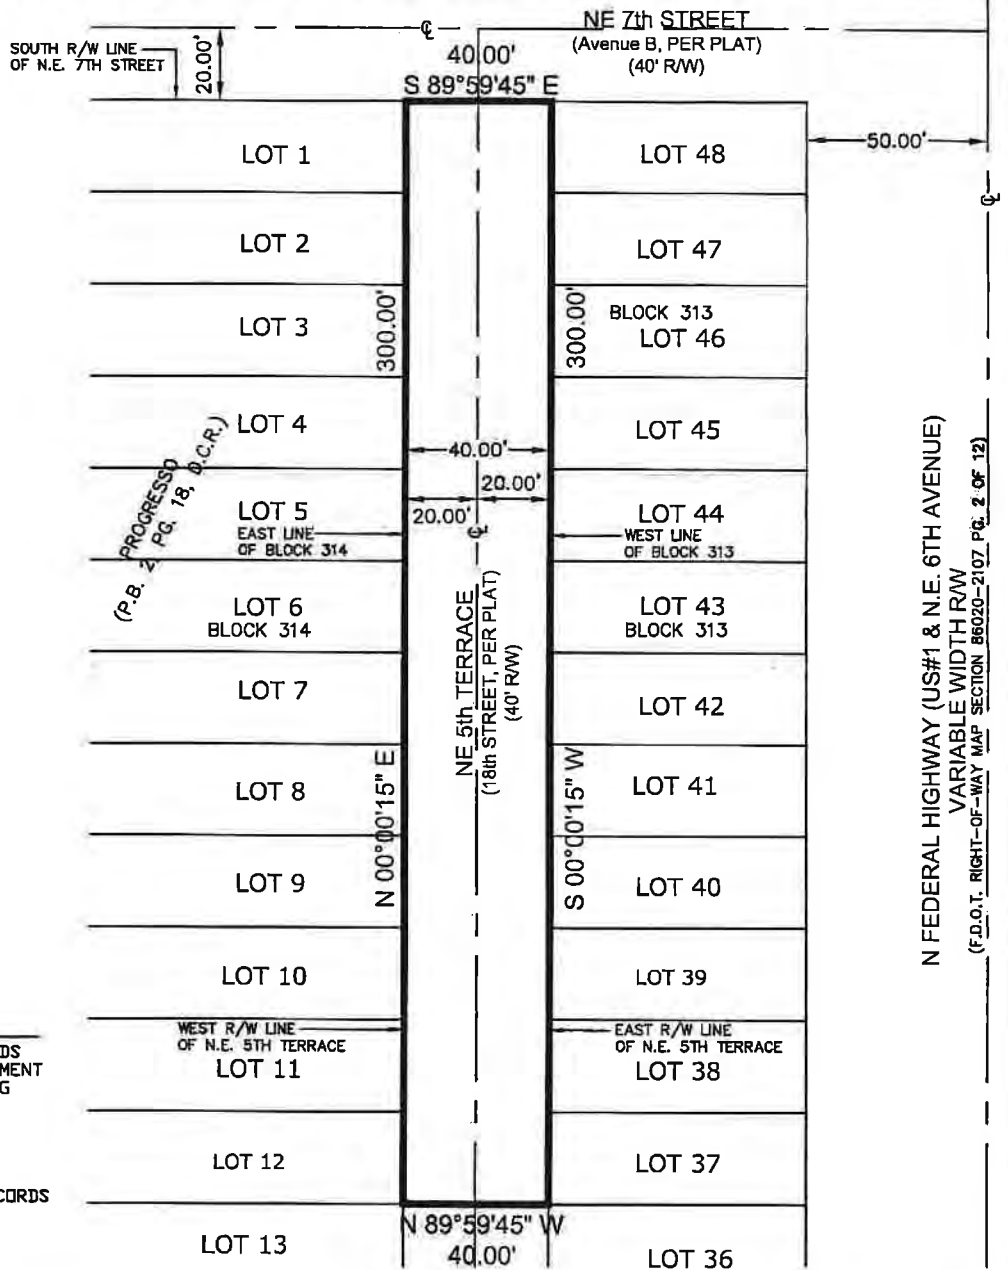 NE 7th STREET
(Avenue B, PER PLAT)
(40' R/W)
SOUTH R/W LINE
OF N.E. 7TH STREET
20.00'
℄
40.00'
S 89°59'45" E
50.00'
℄
LOT 1
LOT 2
LOT 3
LOT 4
PROGRESSO
(P.B. 2, PG. 18, D.C.R.)
LOT 5
EAST LINE
OF BLOCK 314
LOT 6
BLOCK 314
LOT 7
LOT 8
LOT 9
LOT 10
WEST R/W LINE
OF N.E. 5TH TERRACE
LOT 11
LOT 12
LOT 13
300.00'
N 00°00'15" E
40.00'
20.00'
20.00'
℄
NE 5th TERRACE
(18th STREET, PER PLAT)
(40' R/W)
300.00'
S 00°00'15" W
LOT 48
LOT 47
BLOCK 313
LOT 46
LOT 45
LOT 44
WEST LINE
OF BLOCK 313
LOT 43
BLOCK 313
LOT 42
LOT 41
LOT 40
LOT 39
EAST R/W LINE
OF N.E. 5TH TERRACE
LOT 38
LOT 37
LOT 36
N 89°59'45" W
40.00'
N FEDERAL HIGHWAY (US#1 & N.E. 6TH AVENUE)
VARIABLE WIDTH R/W
(F.D.O.T. RIGHT-OF-WAY MAP SECTION 86020-2107 PG. 2 OF 12)
DS
MENT
G
CORDS